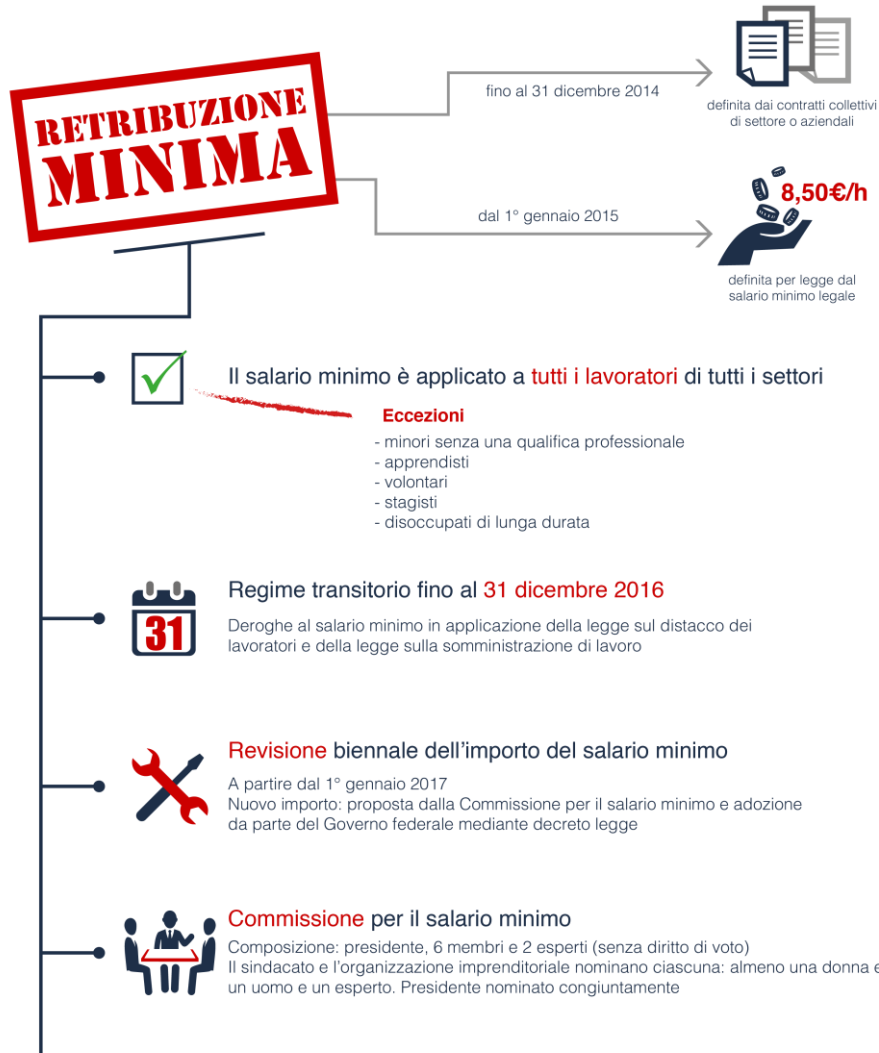 RETRIBUZIONE
MINIMA
fino al 31 dicembre 2014
definita dai contratti collettivi
di settore o aziendali
dal 1° gennaio 2015
8,50€/h
definita per legge dal
salario minimo legale
Il salario minimo è applicato a tutti i lavoratori di tutti i settori
Eccezioni
- minori senza una qualifica professionale
- apprendisti
- volontari
- stagisti
- disoccupati di lunga durata
31
Regime transitorio fino al 31 dicembre 2016
Deroghe al salario minimo in applicazione della legge sul distacco dei
lavoratori e della legge sulla somministrazione di lavoro
Revisione biennale dell'importo del salario minimo
A partire dal 1° gennaio 2017
Nuovo importo: proposta dalla Commissione per il salario minimo e adozione
da parte del Governo federale mediante decreto legge
Commissione per il salario minimo
Composizione: presidente, 6 membri e 2 esperti (senza diritto di voto)
Il sindacato e l'organizzazione imprenditoriale nominano ciascuna: almeno una donna e
un uomo e un esperto. Presidente nominato congiuntamente